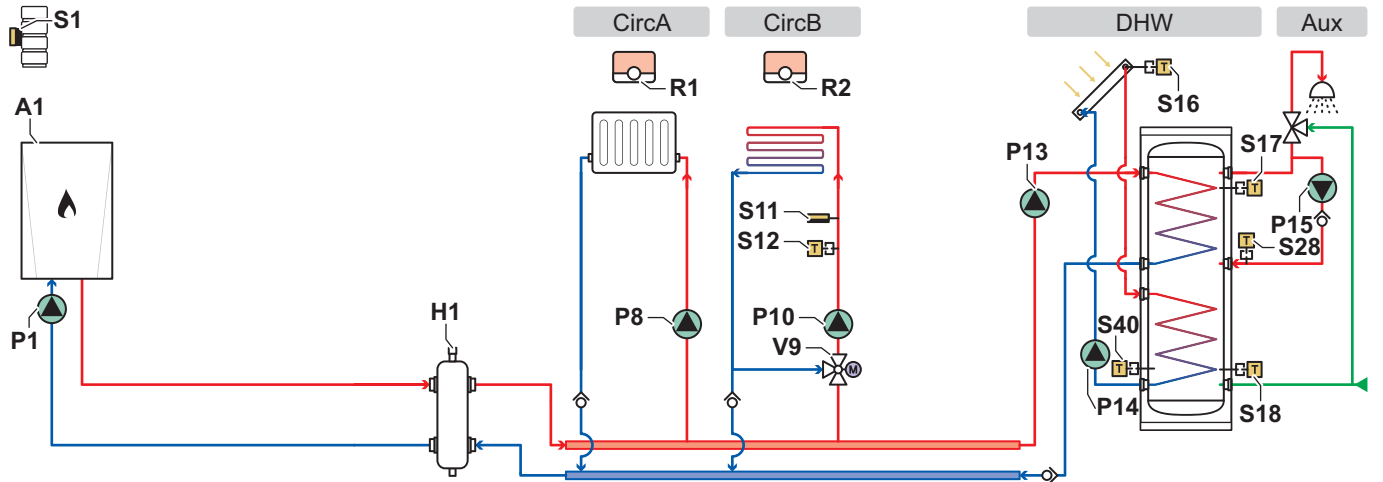 S1
CircA
CircB
DHW
Aux
R1
R2
T
S16
A1
S17
T
P13
S11
S12
T
P15
T
S28
P1
H1
P8
P10
V9
M
S40
T
P14
T
S18